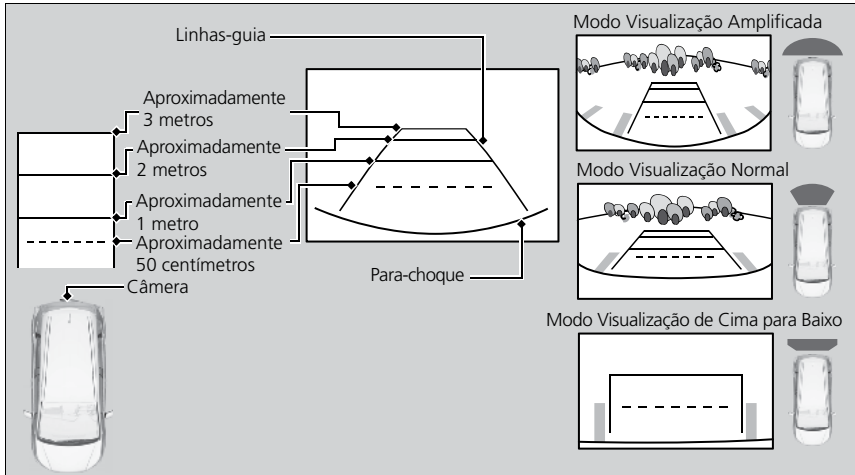 Linhas-guia
Aproximadamente
3 metros
Aproximadamente
2 metros
Aproximadamente
1 metro
Aproximadamente
50 centímetros
Câmera
Para-choque
Modo Visualização Amplificada
Modo Visualização Normal
Modo Visualização de Cima para Baixo